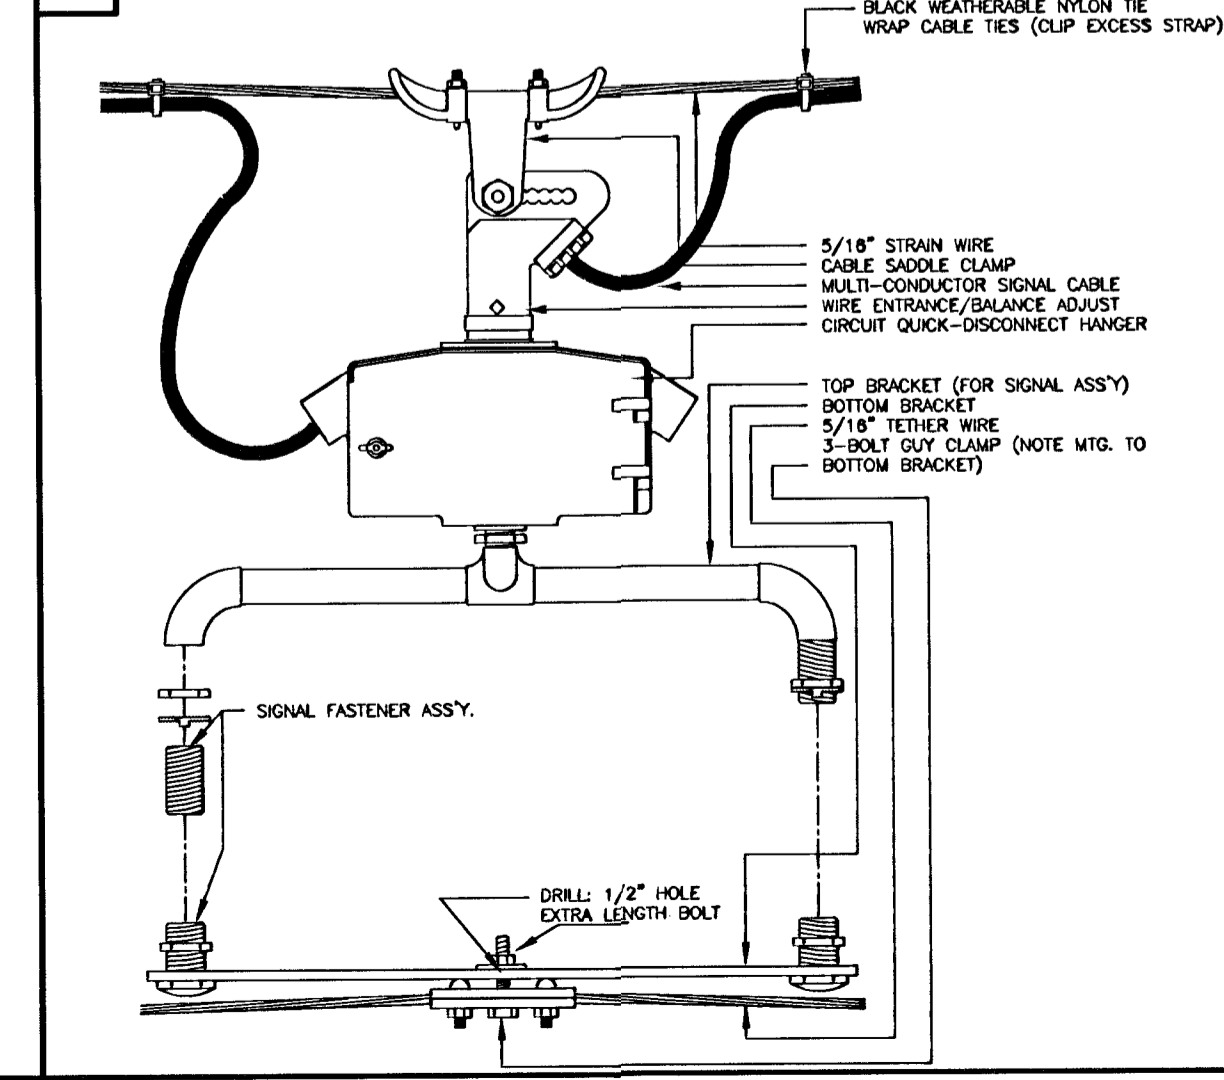 BLACK WEATHERABLE NYLON TIE
WRAP CABLE TIES (CLIP EXCESS STRAP)
5/16" STRAIN WIRE
CABLE SADDLE CLAMP
MULTI-CONDUCTOR SIGNAL CABLE
WIRE ENTRANCE/BALANCE ADJUST
CIRCUIT QUICK-DISCONNECT HANGER
TOP BRACKET (FOR SIGNAL ASS'Y)
BOTTOM BRACKET
5/16" TETHER WIRE
3-BOLT GUY CLAMP (NOTE MTG. TO
BOTTOM BRACKET)
SIGNAL FASTENER ASS'Y.
DRILL: 1/2" HOLE
EXTRA LENGTH BOLT